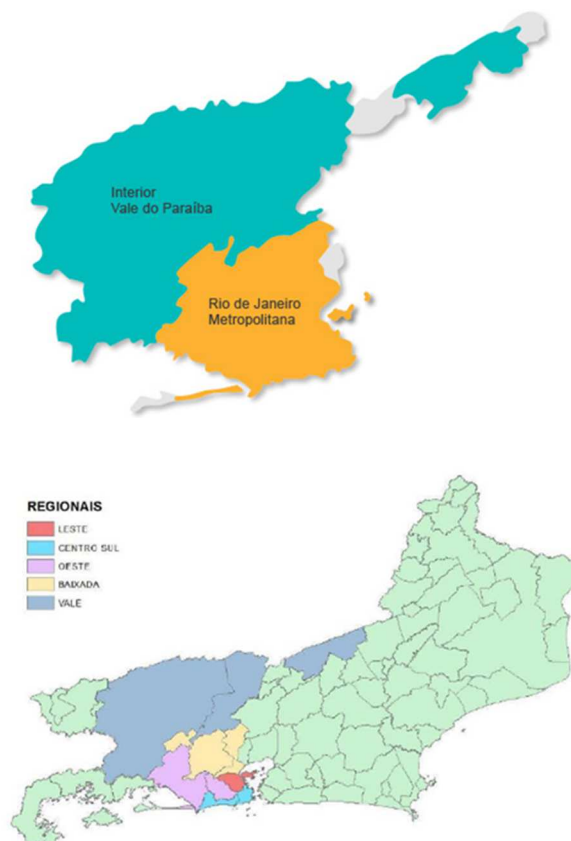 Interior
Vale do Paraíba
Rio de Janeiro
Metropolitana
REGIONAIS
LESTE
CENTRO SUL
OESTE
BAIXADA
VALE